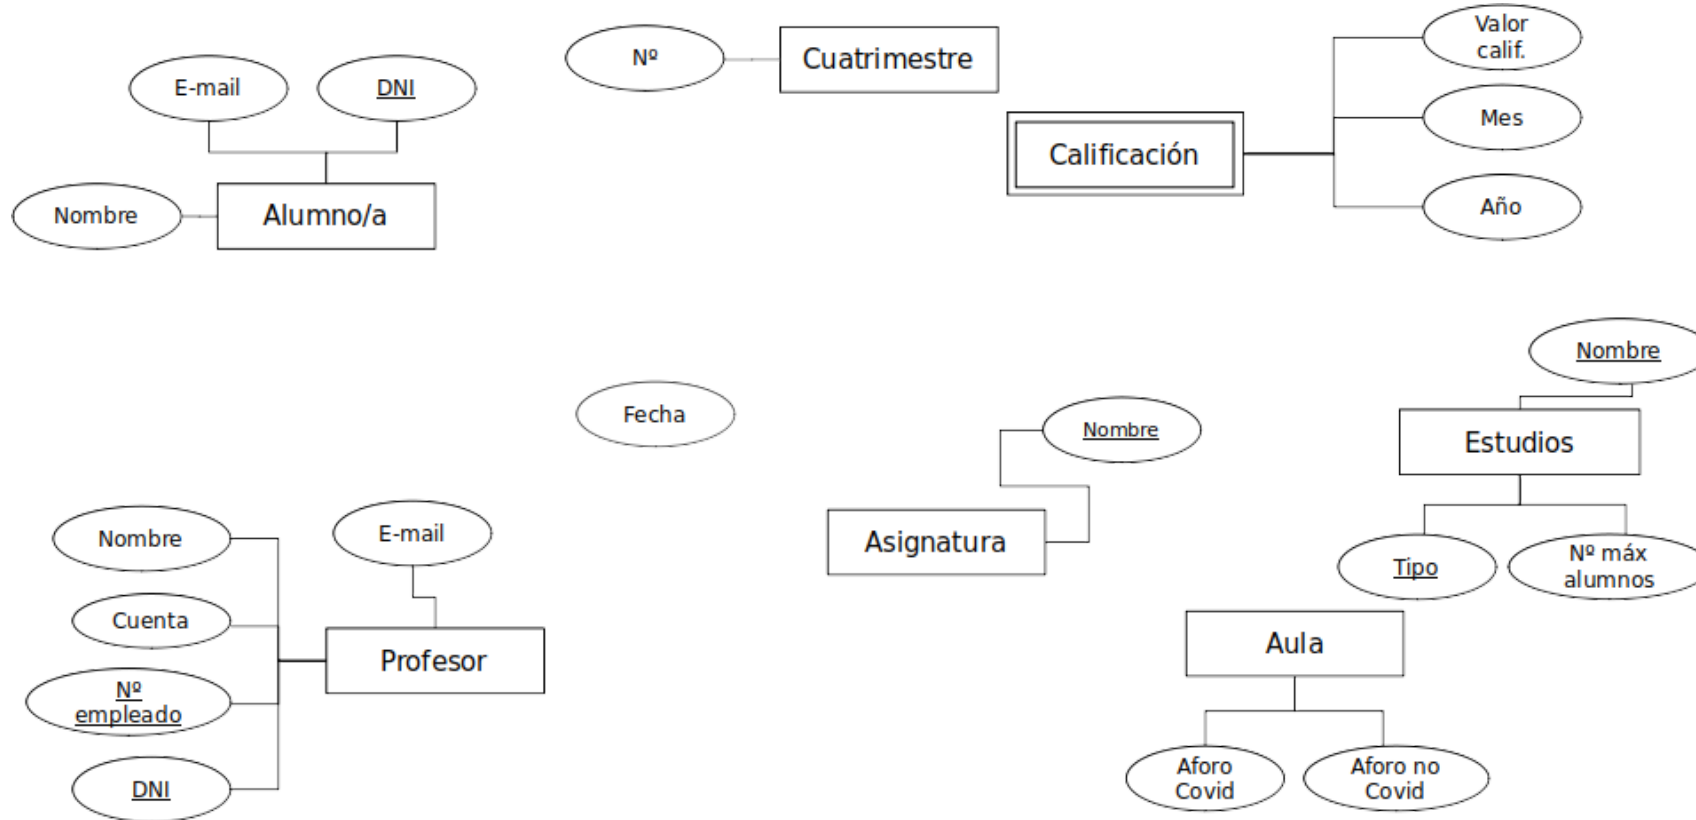 Valor
calif.
Nº
Cuatrimestre
E-mail
DNI
Mes
Calificación
Nombre
Alumno/a
Año
Nombre
Fecha
Nombre
Estudios
Nombre
E-mail
Asignatura
Tipo
Nº máx
alumnos
Cuenta
Profesor
Aula
Nº
empleado
DNI
Aforo
Covid
Aforo no
Covid